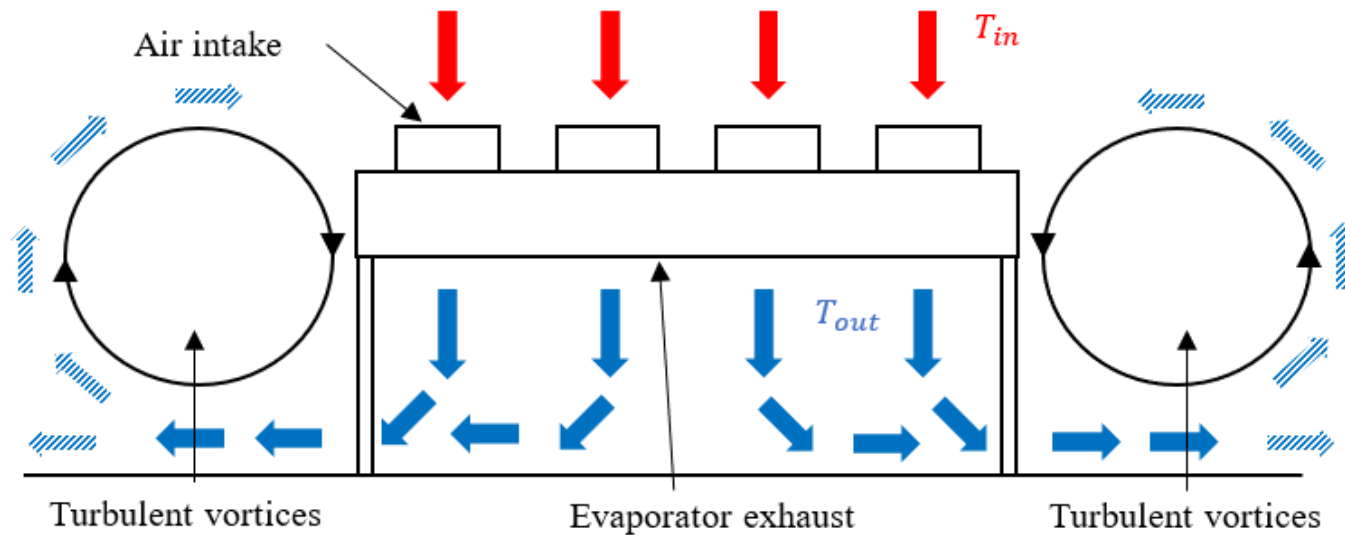 Air intake
T_in
T_out
Turbulent vortices
Evaporator exhaust
Turbulent vortices